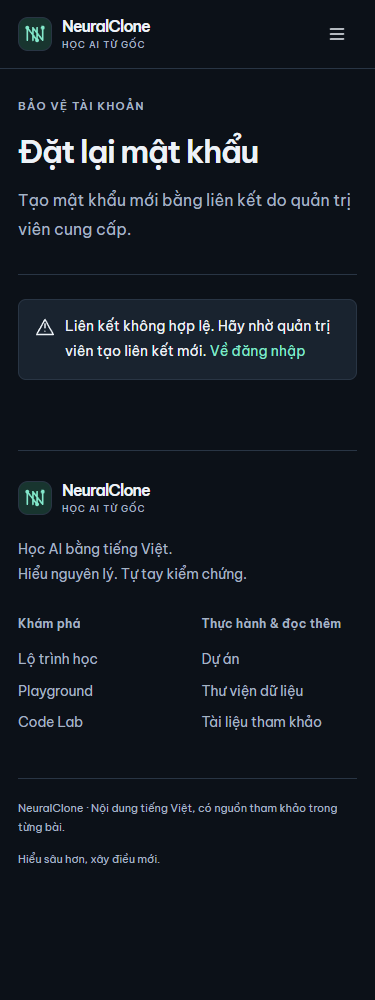 NeuralClone
HỌC AI TỪ GỐC
BẢO VỆ TÀI KHOẢN
Đặt lại mật khẩu
Tạo mật khẩu mới bằng liên kết do quản trị
viên cung cấp.
Liên kết không hợp lệ. Hãy nhờ quản trị
viên tạo liên kết mới. Về đăng nhập
NeuralClone
HỌC AI TỪ GỐC
Học AI bằng tiếng Việt.
Hiểu nguyên lý. Tự tay kiểm chứng.
Khám phá
Lộ trình học
Playground
Code Lab
Thực hành & đọc thêm
Dự án
Thư viện dữ liệu
Tài liệu tham khảo
NeuralClone · Nội dung tiếng Việt, có nguồn tham khảo trong
từng bài.
Hiểu sâu hơn, xây điều mới.